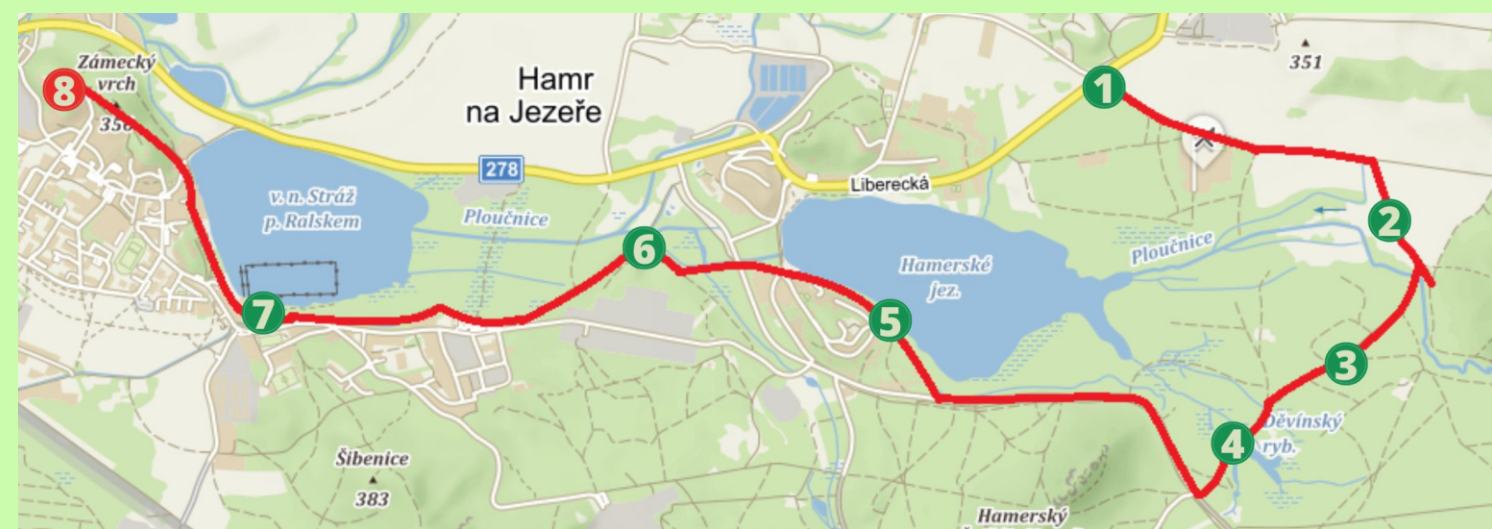 Zámecký
vrch
8
Hamr
na Jezeře
1
351
278
Liberecká
v. n. Stráž
p. Ralskem
Ploučnice
6
Hamerské
jez.
Ploučnice
2
7
5
3
4
Děvínský
ryb.
Šibenice
383
Hamerský